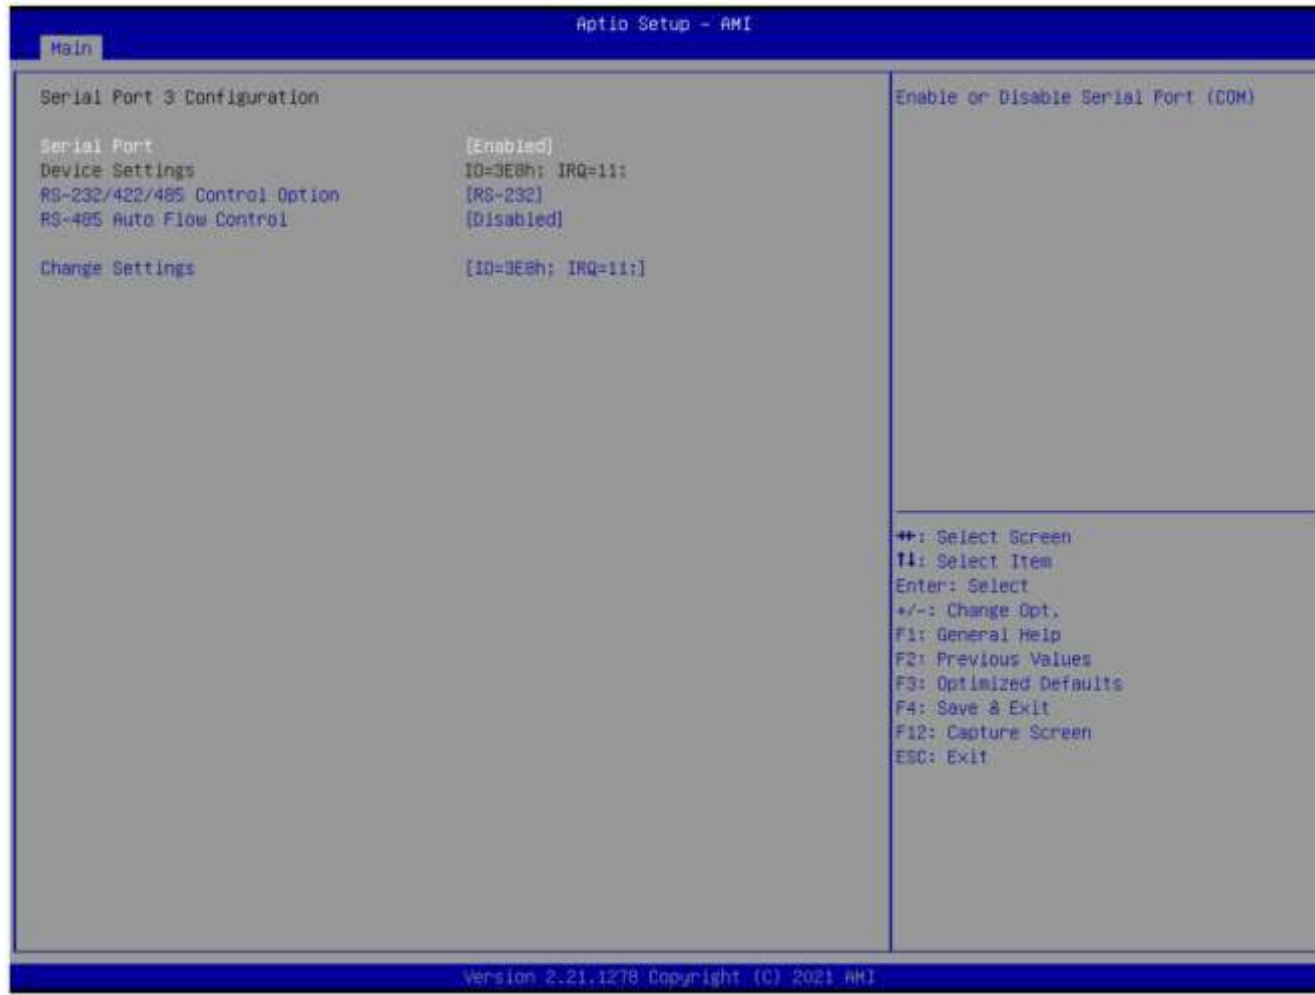 Aptio Setup - AMI
Main
Serial Port 3 Configuration
Serial Port [Enabled]
Device Settings IO=3E8h; IRQ=11;
RS-232/422/485 Control Option [RS-232]
RS-485 Auto Flow Control [Disabled]
Change Settings [IO=3E8h; IRQ=11;]
Enable or Disable Serial Port (COM)
→←: Select Screen
↑↓: Select Item
Enter: Select
+/-: Change Opt.
F1: General Help
F2: Previous Values
F3: Optimized Defaults
F4: Save & Exit
F12: Capture Screen
ESC: Exit
Version 2.21.1278 Copyright (C) 2021 AMI